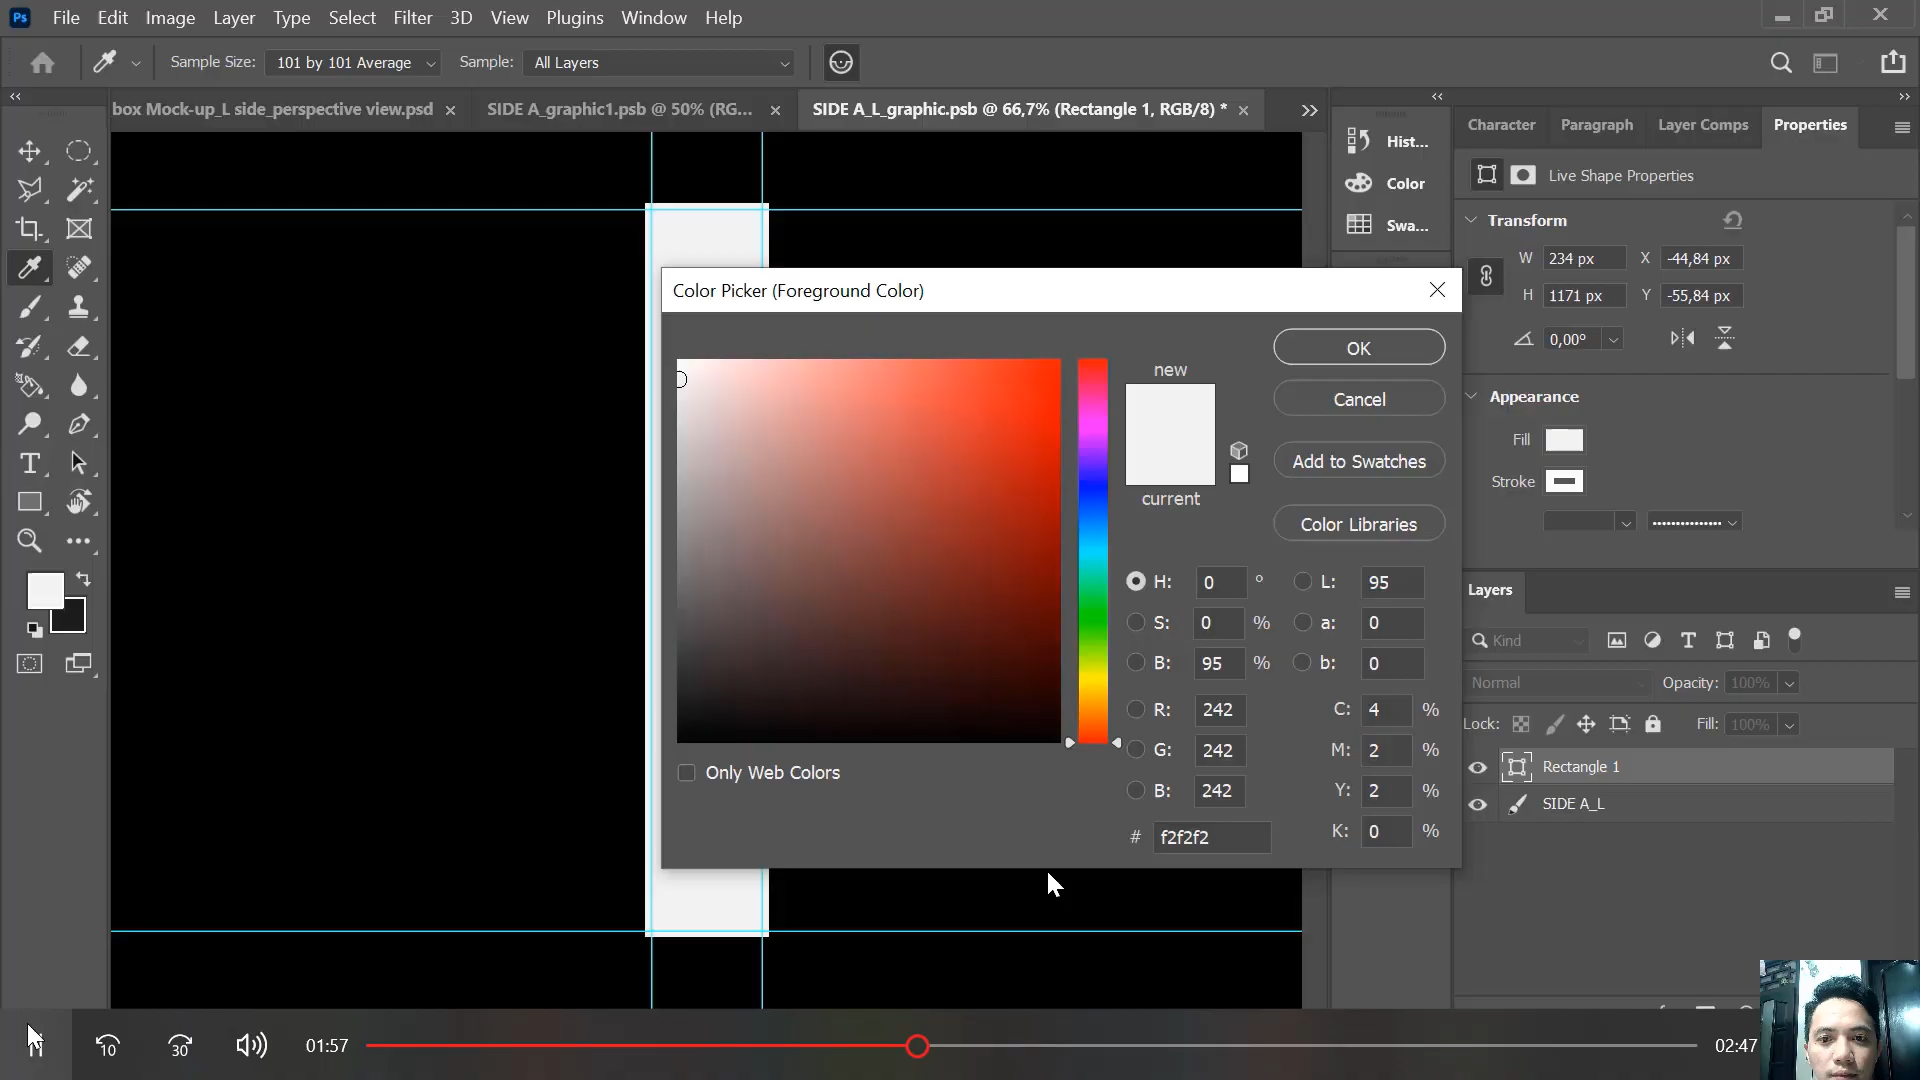 Ps File Edit Image Layer Type Select Filter 3D View Plugins Window Help
Sample Size: 101 by 101 Average Sample: All Layers
box Mock-up_L side_perspective view.psd SIDE A_graphic1.psb @ 50% (RG... SIDE A_L_graphic.psb @ 66,7% (Rectangle 1, RGB/8) *
Hist...
Color
Swa...
Character Paragraph Layer Comps Properties
Live Shape Properties
Transform
W 234 px X -44,84 px
H 1171 px Y -55,84 px
0,00°
Appearance
Fill
Stroke
Color Picker (Foreground Color)
new
current
OK
Cancel
Add to Swatches
Color Libraries
H: 0 ° L: 95
S: 0 % a: 0
B: 95 % b: 0
R: 242 C: 4 %
G: 242 M: 2 %
B: 242 Y: 2 %
# f2f2f2 K: 0 %
Only Web Colors
Layers
Kind
Normal Opacity: 100%
Lock: Fill: 100%
Rectangle 1
SIDE A_L
10 30 01:57 02:47